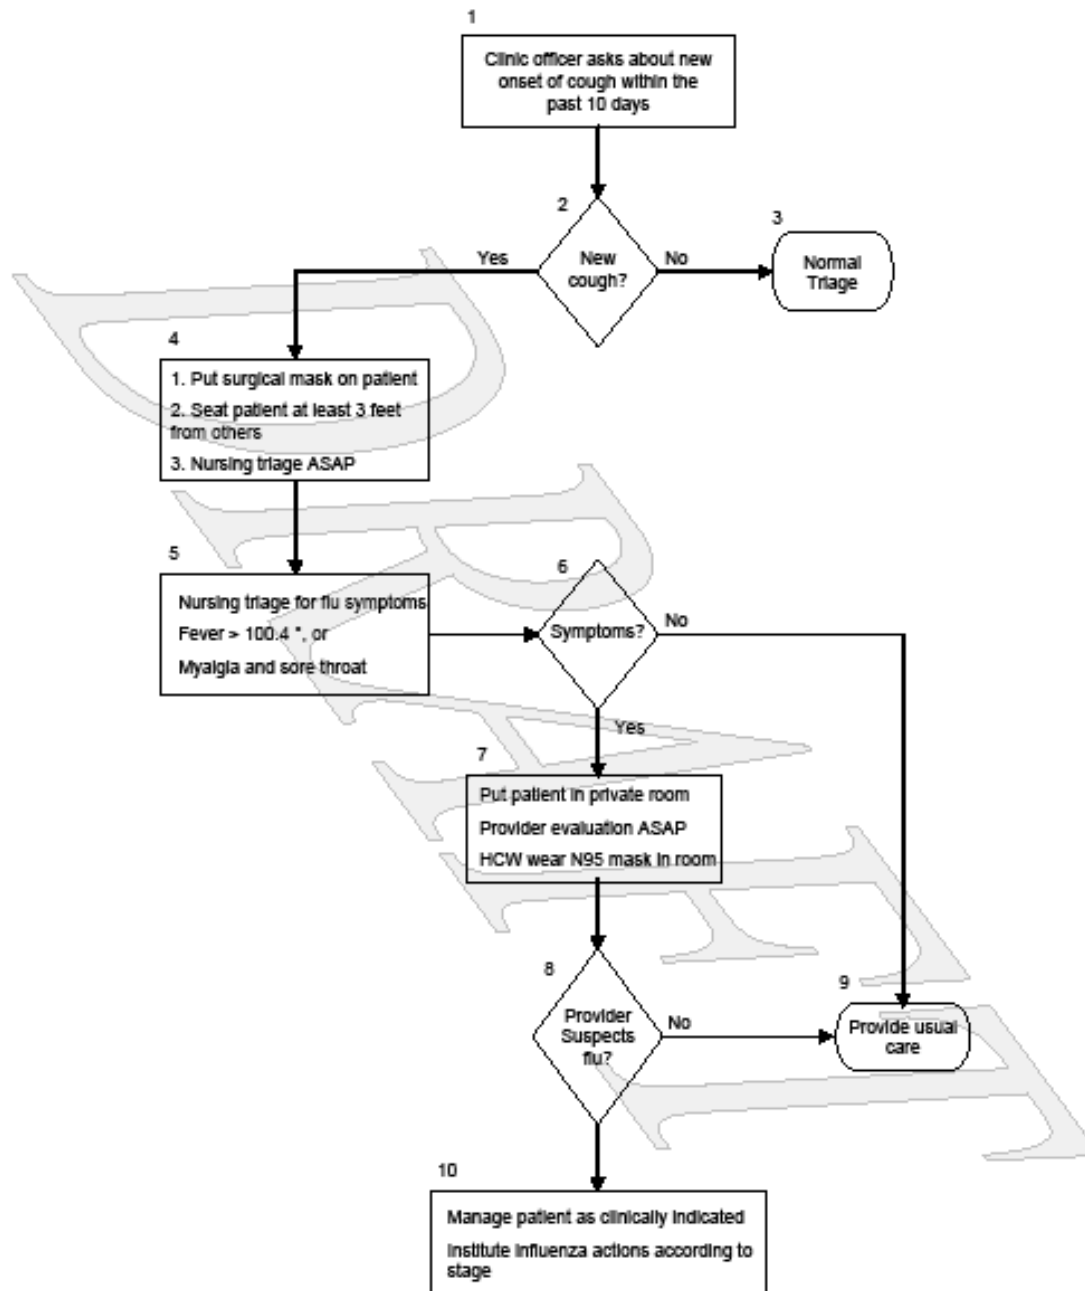 1
Clinic officer asks about new
onset of cough within the
past 10 days
2
New
cough?
Yes
No
3
Normal
Triage
4
1. Put surgical mask on patient
2. Seat patient at least 3 feet
from others
3. Nursing triage ASAP
5
Nursing triage for flu symptoms
Fever > 100.4 °, or
Myalgia and sore throat
6
Symptoms?
No
Yes
7
Put patient in private room
Provider evaluation ASAP
HCW wear N95 mask in room
8
Provider
Suspects
flu?
No
9
Provide usual
care
10
Manage patient as clinically indicated
Institute influenza actions according to
stage
DRAFT